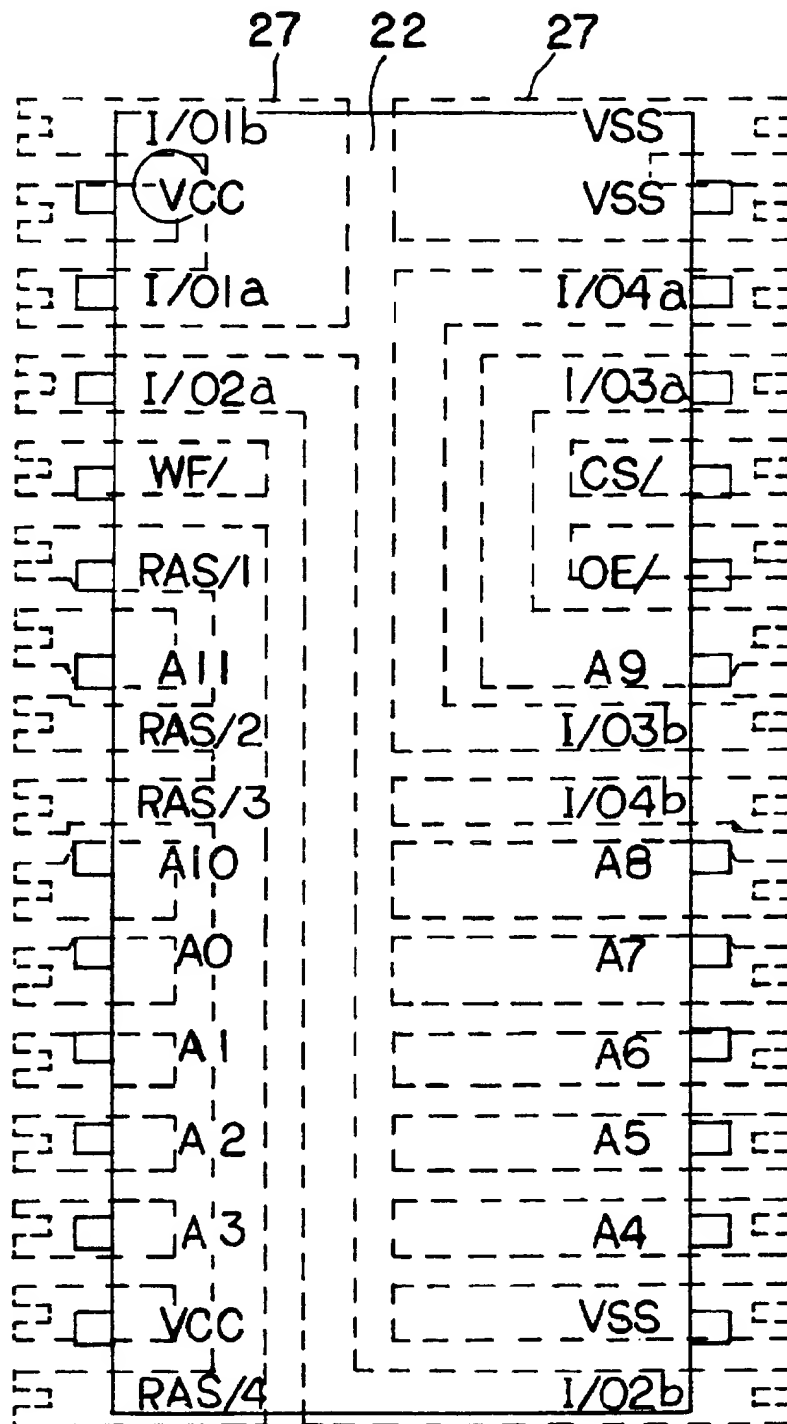 27 22 27
I/O1b VSS
VCC VSS
I/O1a I/O4a
I/O2a I/O3a
WF/ CS/
RAS/1 OE/
A11 A9
RAS/2 I/O3b
RAS/3 I/O4b
A10 A8
A0 A7
A1 A6
A2 A5
A3 A4
VCC VSS
RAS/4 I/O2b